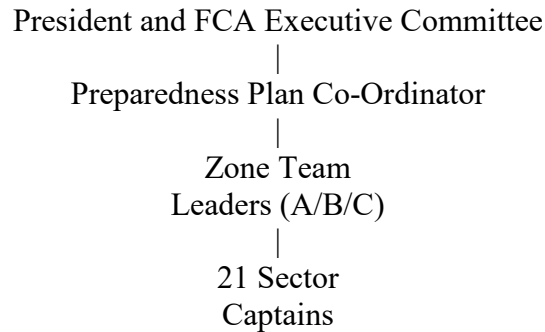 President and FCA Executive Committee
|
Preparedness Plan Co-Ordinator
|
Zone Team
Leaders (A/B/C)
|
21 Sector
Captains